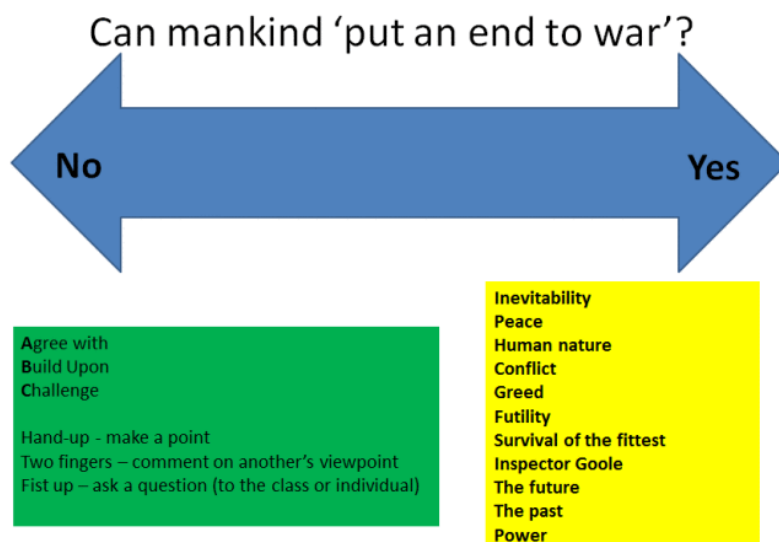 Can mankind ‘put an end to war’?
No
Yes
Agree with
Build Upon
Challenge
Hand-up - make a point
Two fingers – comment on another’s viewpoint
Fist up – ask a question (to the class or individual)
Inevitability
Peace
Human nature
Conflict
Greed
Futility
Survival of the fittest
Inspector Goole
The future
The past
Power